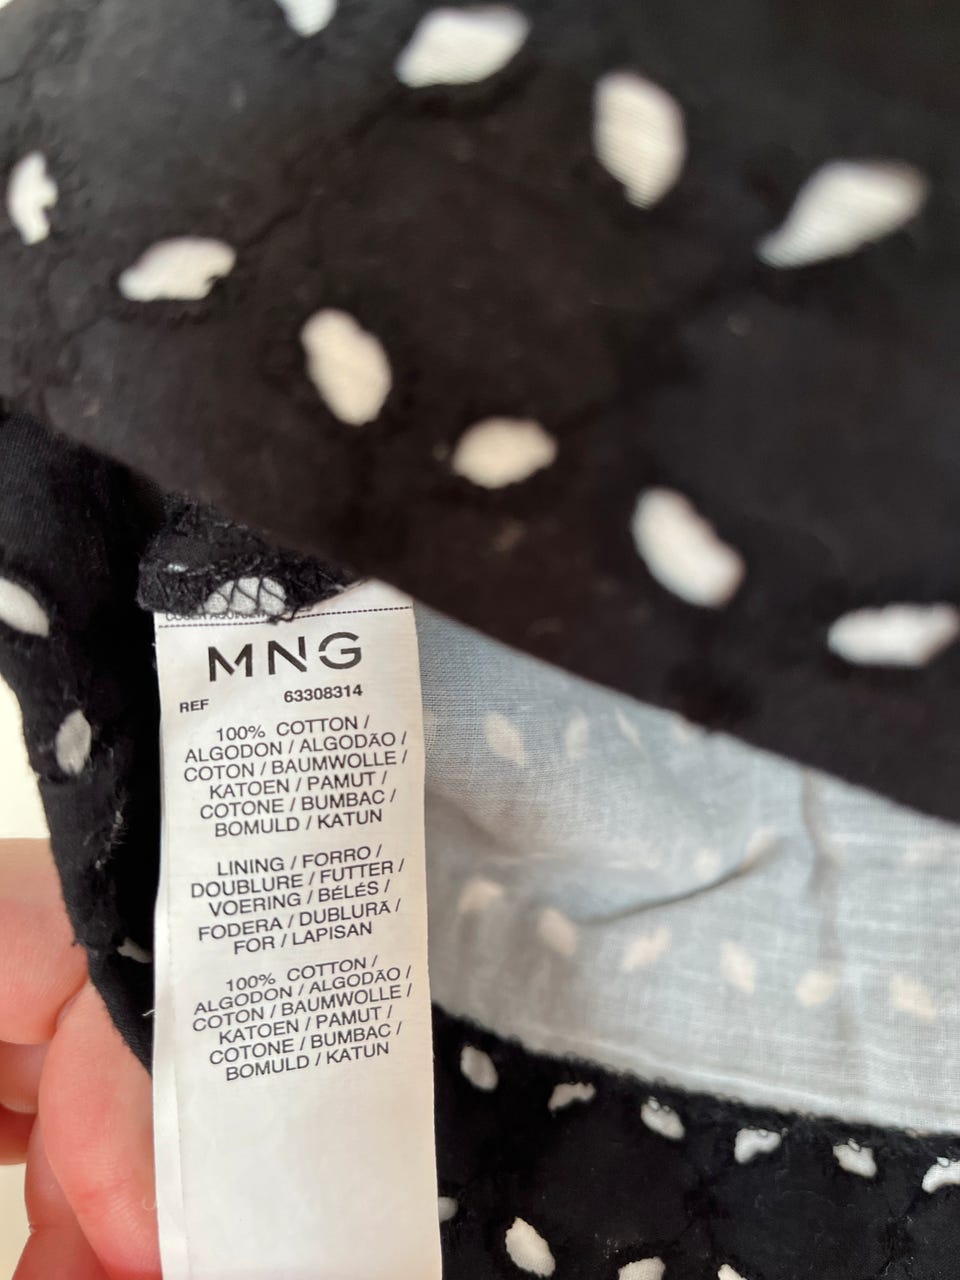 MNG
REF 63308314
100% COTTON /
ALGODON / ALGODÃO /
COTON / BAUMWOLLE /
KATOEN / PAMUT /
COTONE / BUMBAC /
BOMULD / KATUN
LINING / FORRO /
DOUBLURE / FUTTER /
VOERING / BÉLÉS /
FODERA / DUBLURĂ /
FOR / LAPISAN
100% COTTON /
ALGODON / ALGODÃO /
COTON / BAUMWOLLE /
KATOEN / PAMUT /
COTONE / BUMBAC /
BOMULD / KATUN